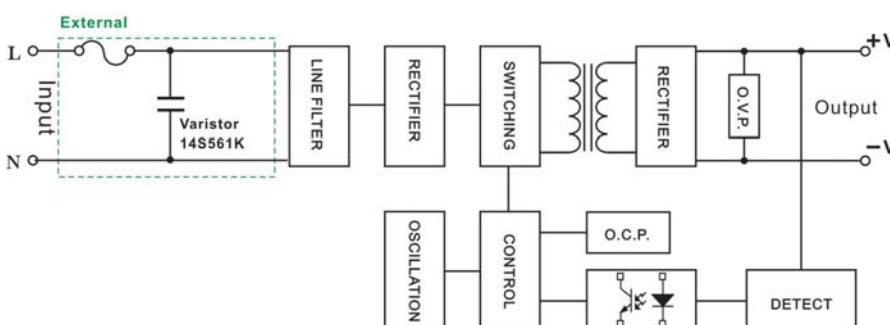 External
L
Input
N
Varistor
14S561K
LINE FILTER
RECTIFIER
SWITCHING
RECTIFIER
O.V.P.
+V
Output
−V
OSCILLATION
CONTROL
O.C.P.
DETECT